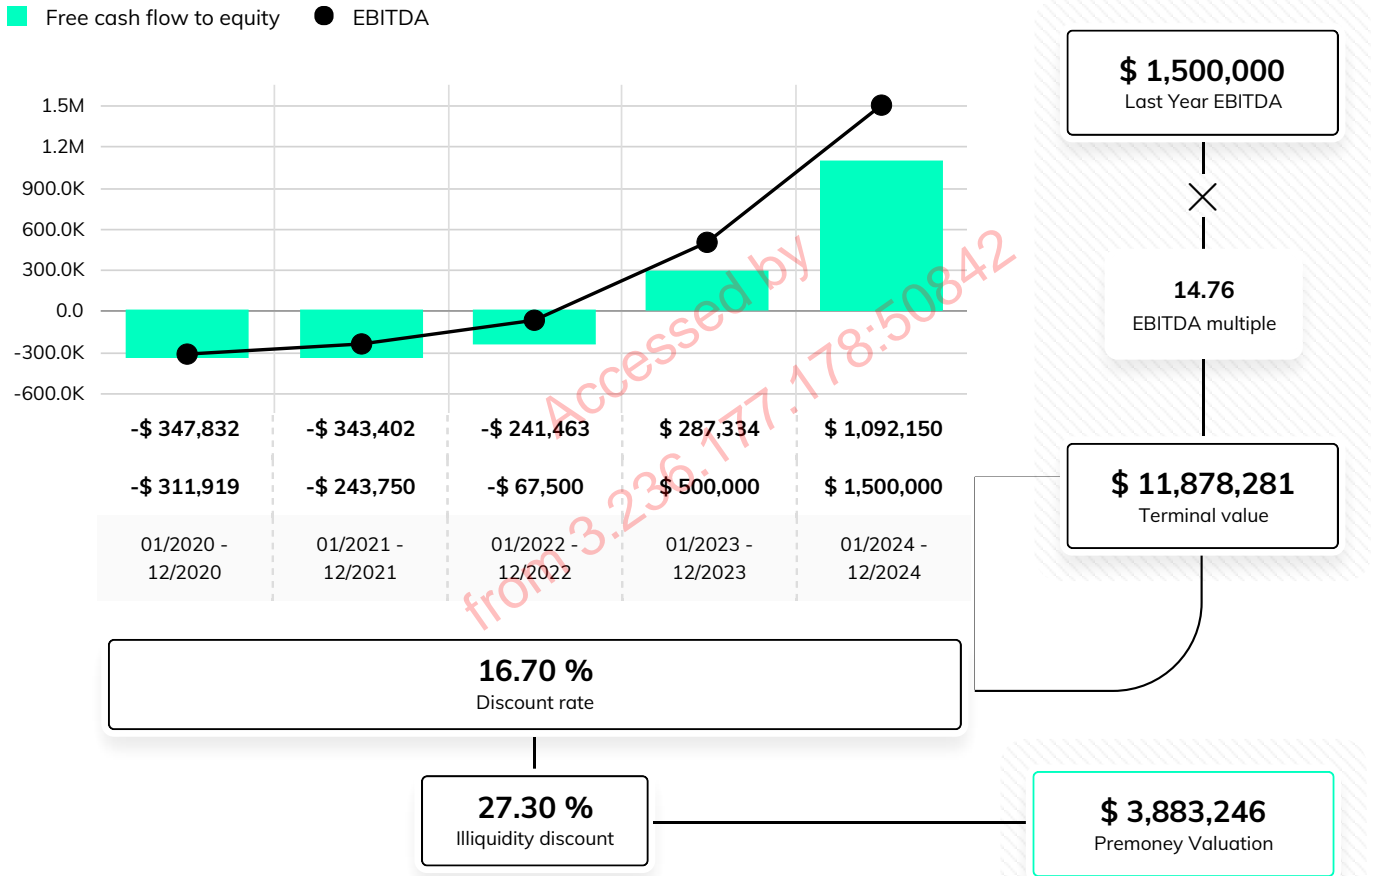 Free cash flow to equity EBITDA
1.5M
1.2M
900.0K
600.0K
300.0K
0.0
-300.0K
-600.0K
-$ 347,832 -$ 343,402 -$ 241,463 $ 287,334 $ 1,092,150
-$ 311,919 -$ 243,750 -$ 67,500 $ 500,000 $ 1,500,000
01/2020 - 01/2021 - 01/2022 - 01/2023 - 01/2024 -
12/2020 12/2021 12/2022 12/2023 12/2024
16.70 %
Discount rate
27.30 %
Illiquidity discount
$ 1,500,000
Last Year EBITDA
14.76
EBITDA multiple
$ 11,878,281
Terminal value
$ 3,883,246
Premoney Valuation
Accessed by
from 3.236.177.178:50842